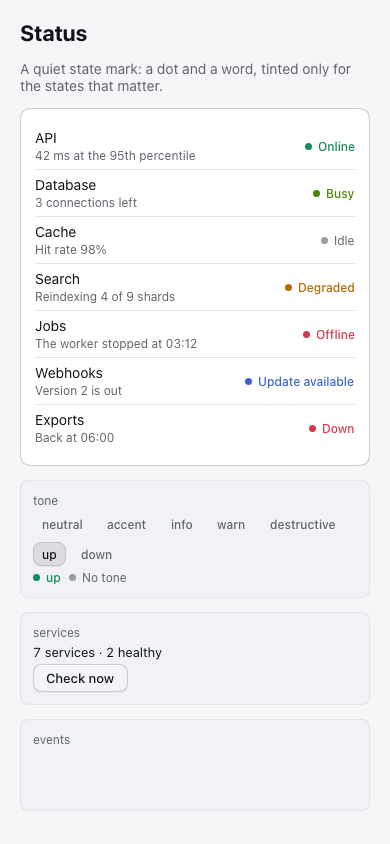 Status
A quiet state mark: a dot and a word, tinted only for
the states that matter.
API
42 ms at the 95th percentile
Online
Database
3 connections left
Busy
Cache
Hit rate 98%
Idle
Search
Reindexing 4 of 9 shards
Degraded
Jobs
The worker stopped at 03:12
Offline
Webhooks
Version 2 is out
Update available
Exports
Back at 06:00
Down
tone
neutral accent info warn destructive
up down
up No tone
services
7 services · 2 healthy
Check now
events